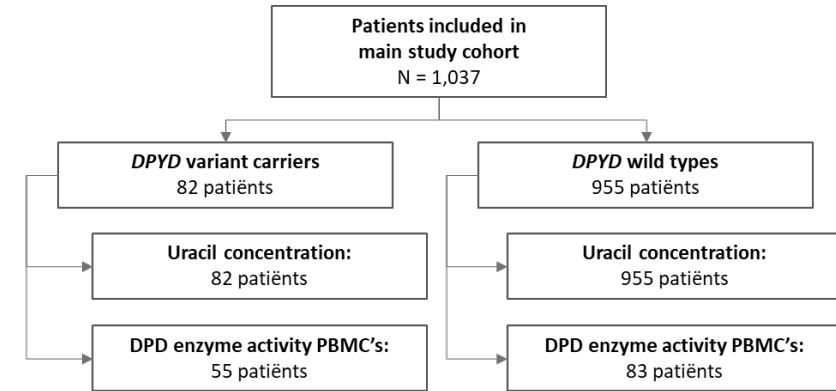 Patients included in
main study cohort
N = 1,037
DPYD variant carriers
82 patiënts
DPYD wild types
955 patiënts
Uracil concentration:
82 patiënts
Uracil concentration:
955 patiënts
DPD enzyme activity PBMC’s:
55 patiënts
DPD enzyme activity PBMC’s:
83 patiënts